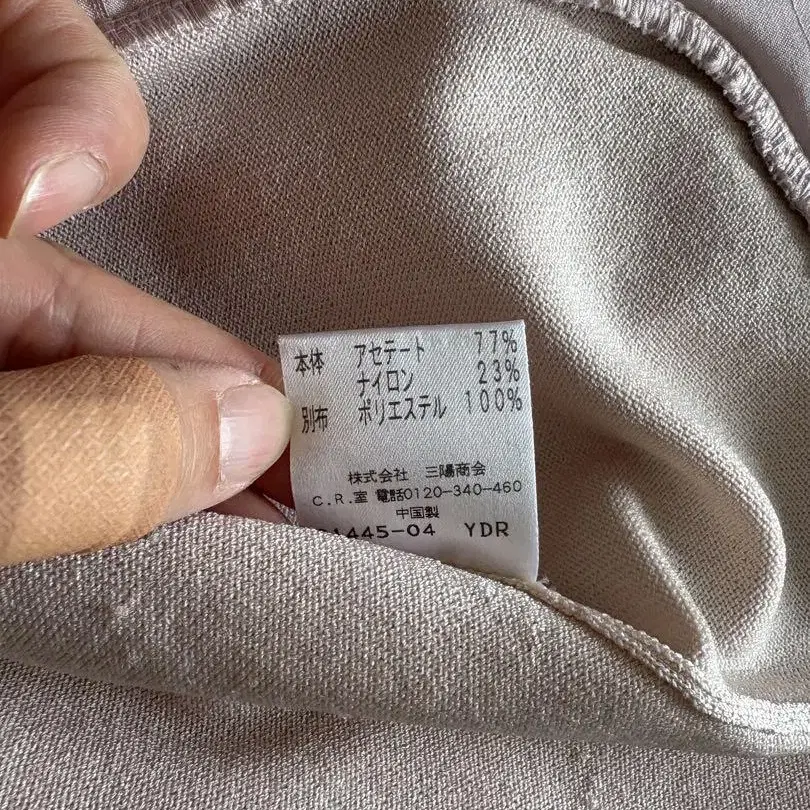 本体 アセテート 77%
ナイロン 23%
別布 ポリエステル 100%
株式会社 三陽商会
C.R.室 電話0120-340-460
中国製
1445-04 YDR